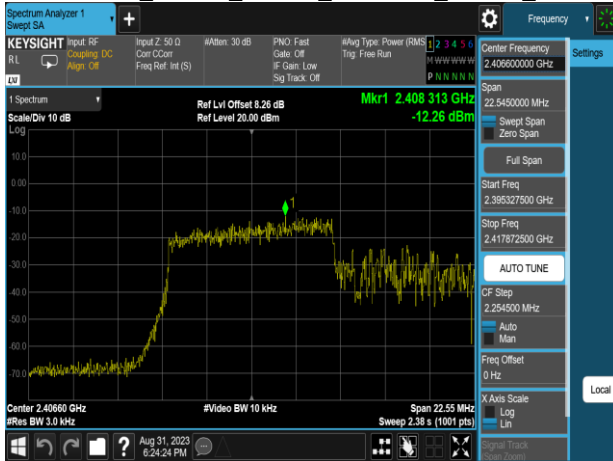 Spectrum Analyzer 1
Swept SA
+
Frequency
Settings
KEYSIGHT
RL
LXI
Input: RF
Coupling: DC
Align: Off
Input Z: 50 Ω
Corr CCorr
Freq Ref: Int (S)
#Atten: 30 dB
PNO: Fast
Gate: Off
IF Gain: Low
Sig Track: Off
#Avg Type: Power (RMS
Trig: Free Run
1 2 3 4 5 6
M W W W W W
P N N N N N
1 Spectrum
Scale/Div 10 dB
Log
Ref Lvl Offset 8.26 dB
Ref Level 20.00 dBm
Mkr1 2.408 313 GHz
-12.26 dBm
10.0
0.00
-10.0
-20.0
-30.0
-40.0
-50.0
-60.0
-70.0
1
Center 2.40660 GHz
#Res BW 3.0 kHz
#Video BW 10 kHz
Span 22.55 MHz
Sweep 2.38 s (1001 pts)
?
Aug 31, 2023
6:24:24 PM
Center Frequency
2.406600000 GHz
Span
22.5450000 MHz
Swept Span
Zero Span
Full Span
Start Freq
2.395327500 GHz
Stop Freq
2.417872500 GHz
AUTO TUNE
CF Step
2.254500 MHz
Auto
Man
Freq Offset
0 Hz
X Axis Scale
Log
Lin
Signal Track
(Span Zoom)
Local